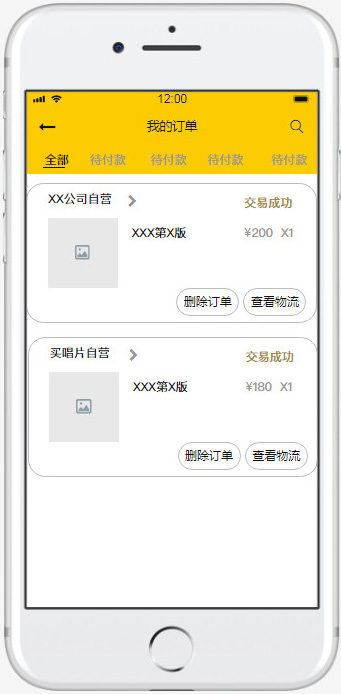 12:00
我的订单
全部 待付款 待付款 待付款 待付款
XX公司自营 交易成功
XXX第X版 ¥200 X1
删除订单 查看物流
买唱片自营 交易成功
XXX第X版 ¥180 X1
删除订单 查看物流